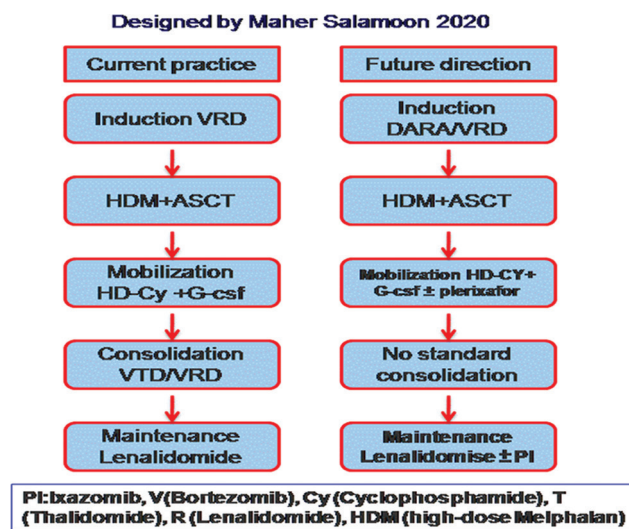 Designed by Maher Salamoon 2020
Current practice
Future direction
Induction VRD
Induction
DARA/VRD
HDM+ASCT
HDM+ASCT
Mobilization
HD-Cy +G-csf
Mobilization HD-CY+
G-csf ± plerixafor
Consolidation
VTD/VRD
No standard
consolidation
Maintenance
Lenalidomide
Maintenance
Lenalidomise ±PI
PI:Ixazomib, V(Bortezomib), Cy (Cyclophosphamide), T
(Thalidomide), R (Lenalidomide), HDM (high-dose Melphalan)